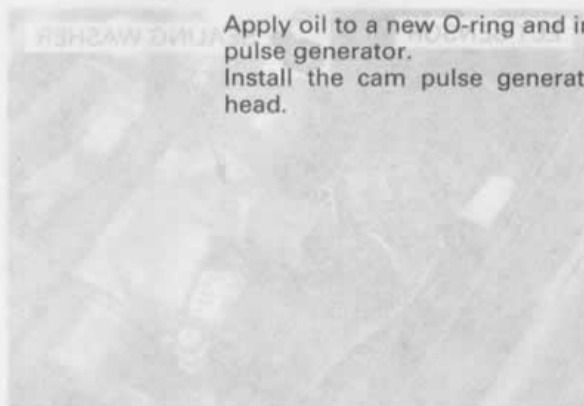 Apply oil to a new O-ring and in
pulse generator.
Install the cam pulse generat
head.